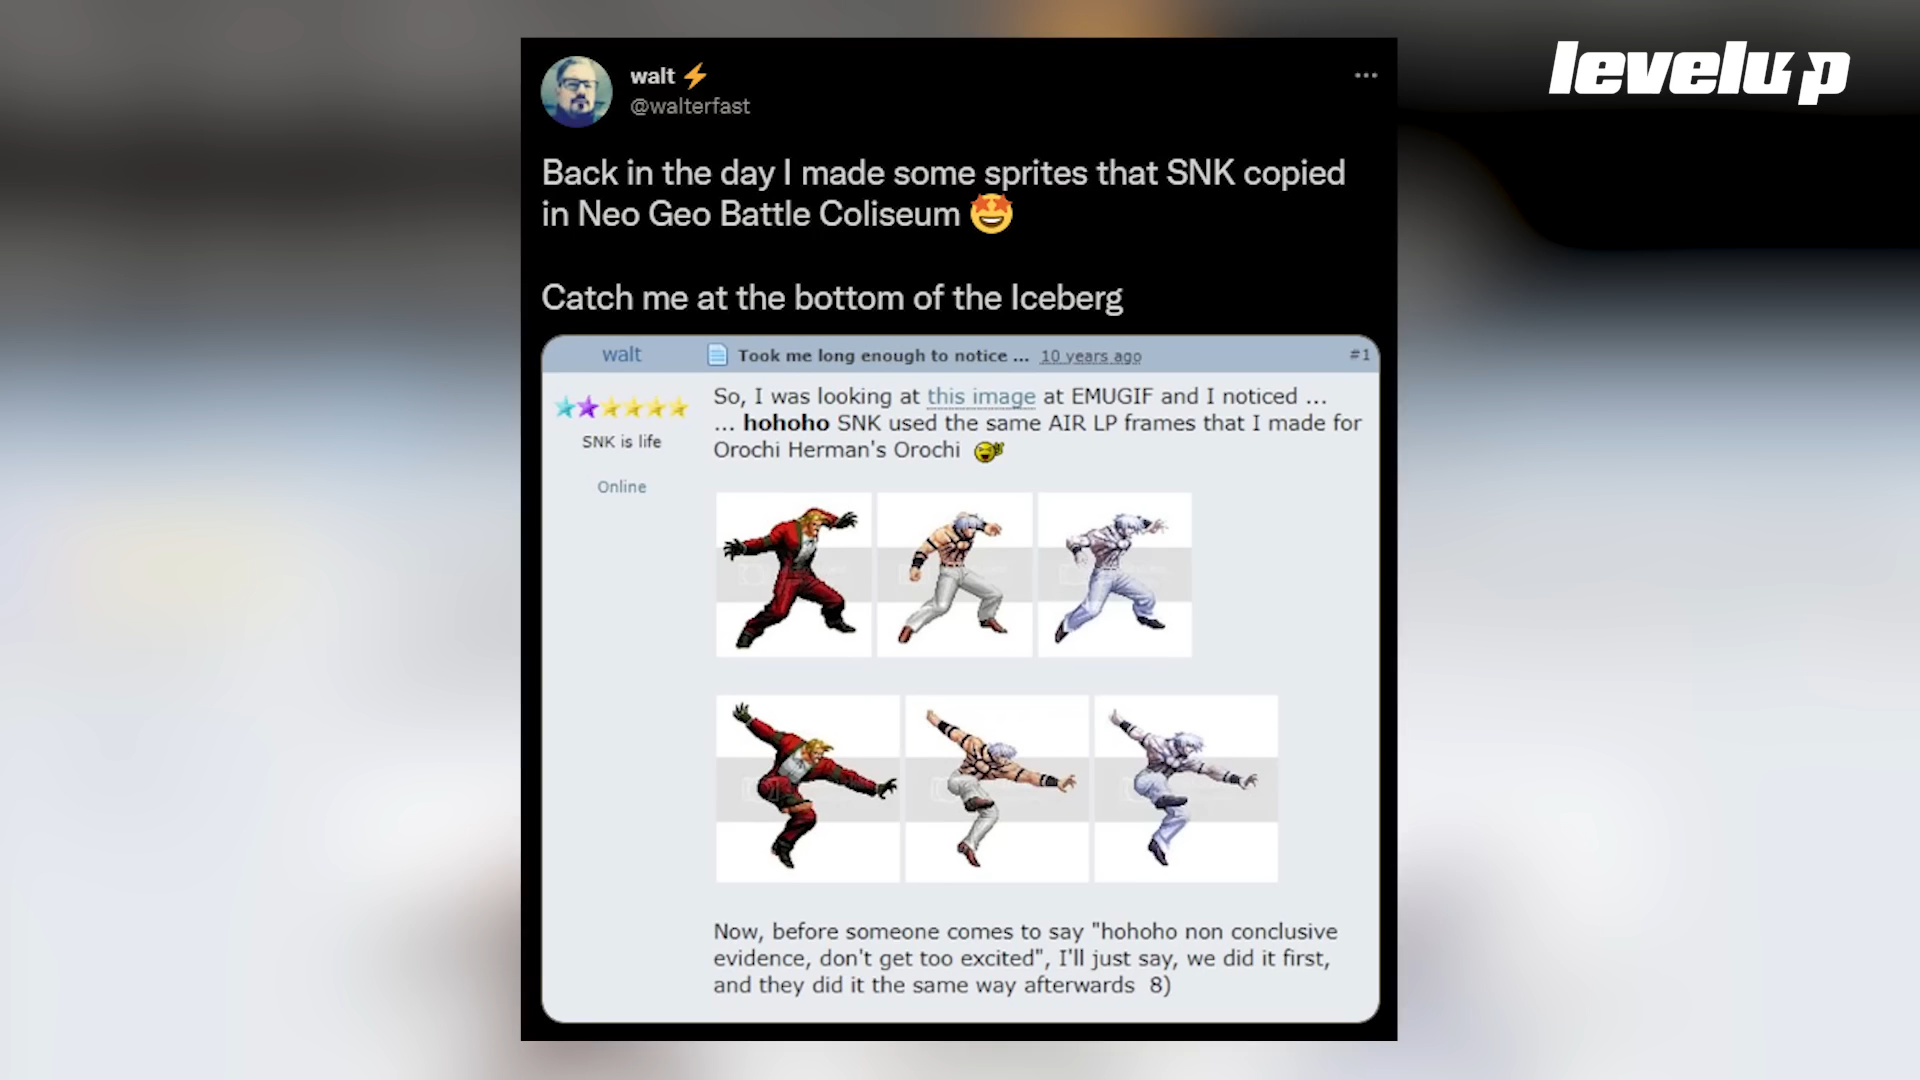 levelup
walt ⚡
@walterfast
Back in the day I made some sprites that SNK copied
in Neo Geo Battle Coliseum 🤩
Catch me at the bottom of the Iceberg
walt
Took me long enough to notice ... 10 years ago
#1
SNK is life
Online
So, I was looking at this image at EMUGIF and I noticed ...
... hohoho SNK used the same AIR LP frames that I made for
Orochi Herman's Orochi
Now, before someone comes to say "hohoho non conclusive
evidence, don't get too excited", I'll just say, we did it first,
and they did it the same way afterwards 8)